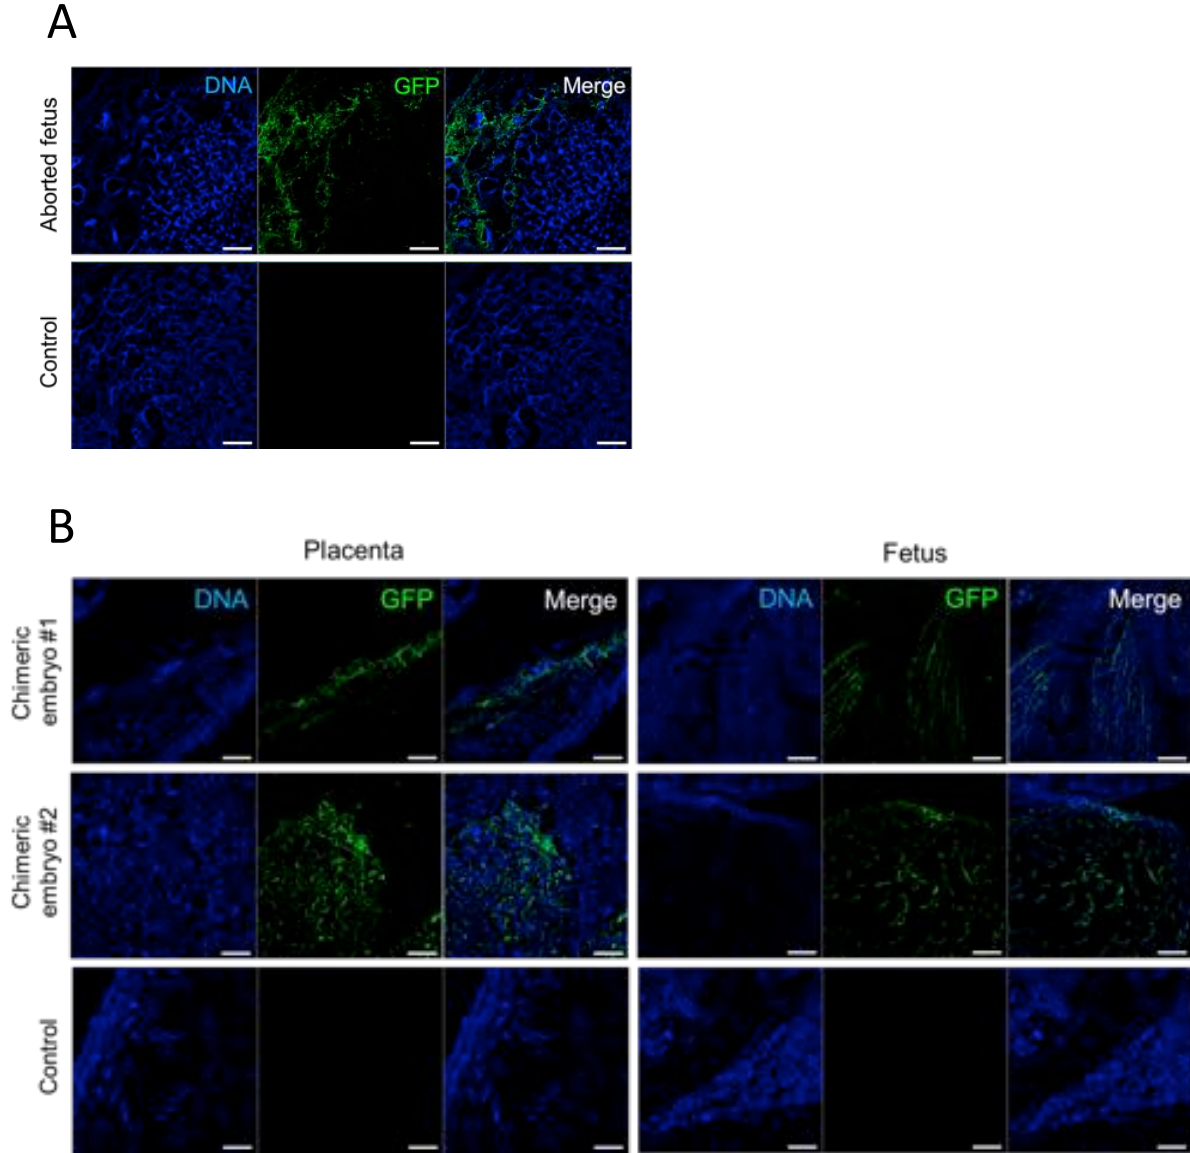 A
DNA
GFP
Merge
Aborted fetus
Control
B
Placenta
Fetus
DNA
GFP
Merge
DNA
GFP
Merge
Chimeric
embryo #1
Chimeric
embryo #2
Control